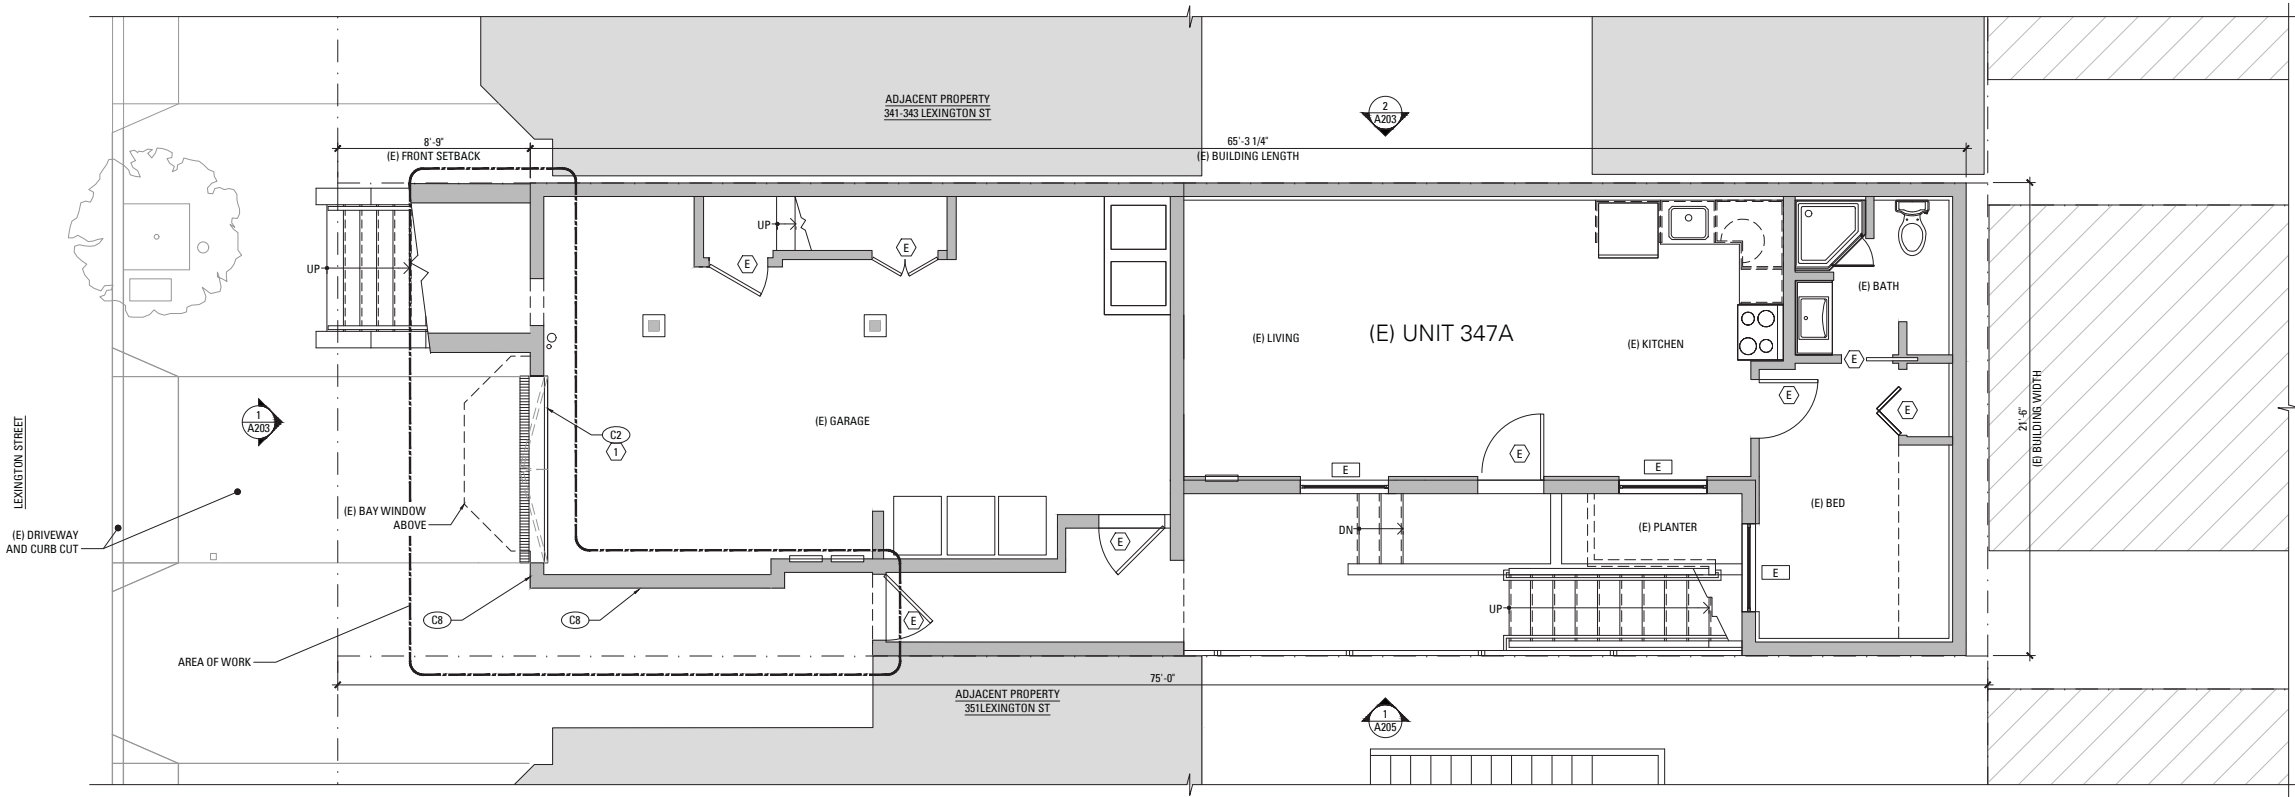 ADJACENT PROPERTY
341-343 LEXINGTON ST
2
A203
8'-9"
(E) FRONT SETBACK
65'-3 1/4"
(E) BUILDING LENGTH
UP
UP
E
E
(E) BATH
(E) LIVING
(E) UNIT 347A
(E) KITCHEN
E
E
E
1
A203
(E) GARAGE
C2
1
LEXINGTON STREET
21'-6"
(E) BUILDING WIDTH
E
E
E
(E) BAY WINDOW
ABOVE
(E) BED
DN
(E) PLANTER
(E) DRIVEWAY
AND CURB CUT
E
E
UP
C8
C8
E
AREA OF WORK
75'-0"
ADJACENT PROPERTY
351LEXINGTON ST
1
A205